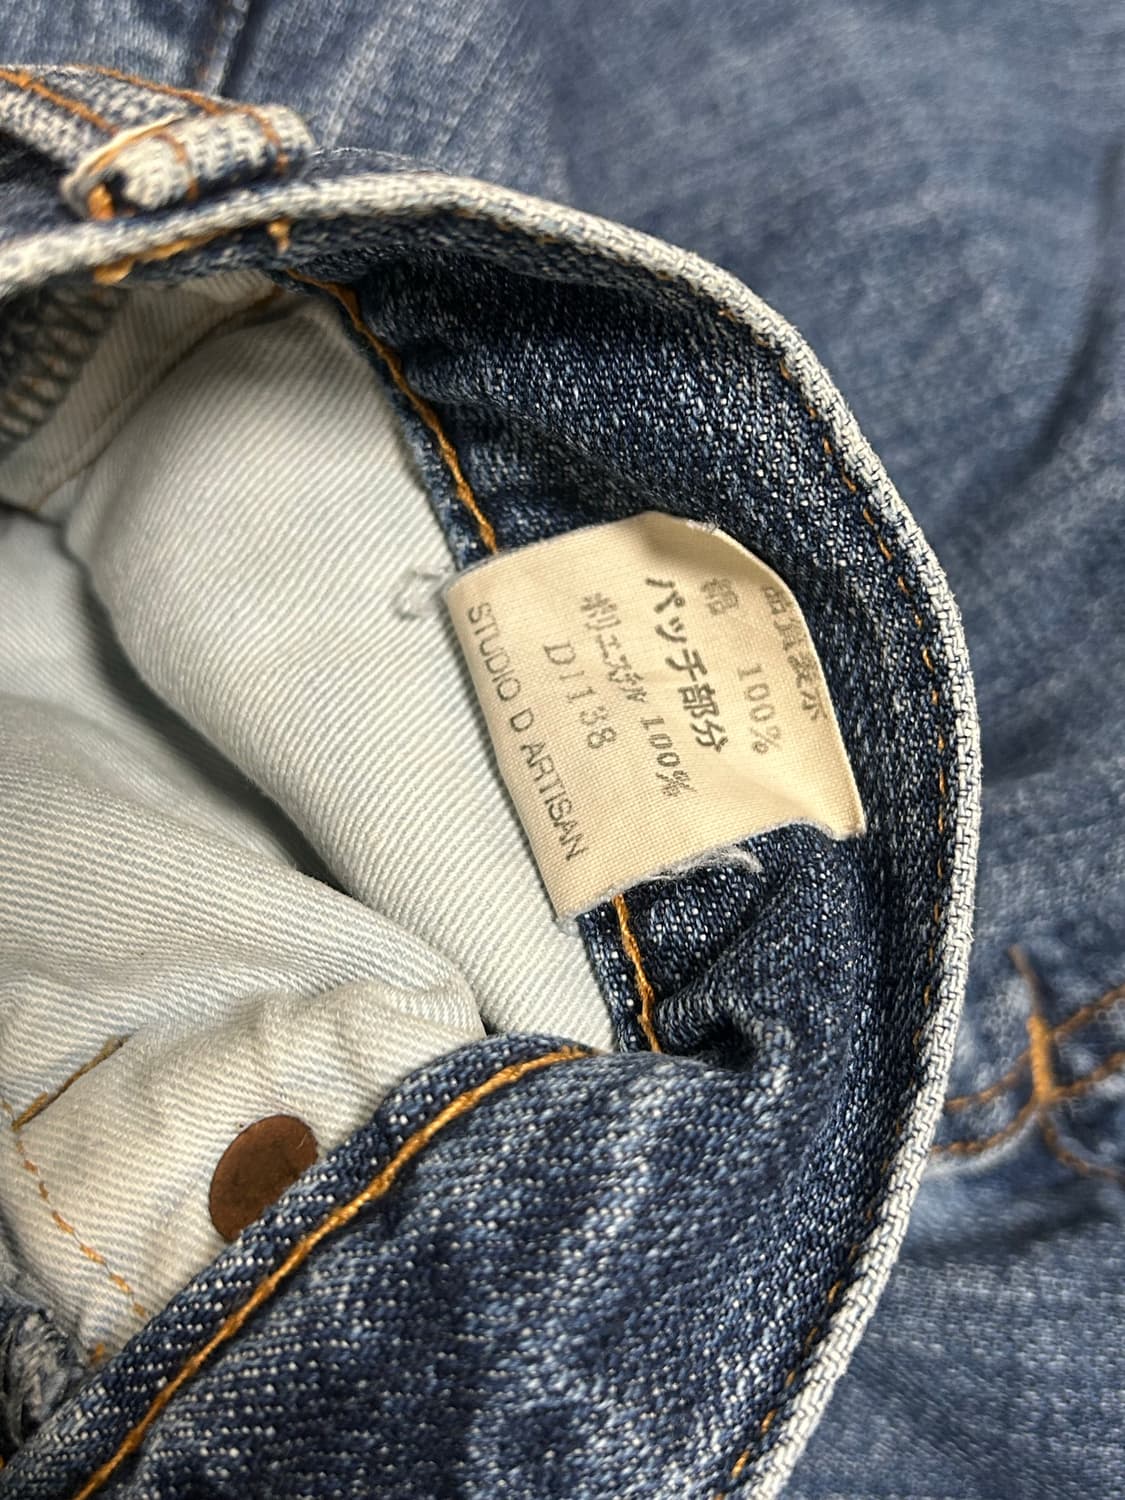 品質表示
綿 100%
パッチ部分
ポリエステル 100%
D1138
STUDIO D ARTISAN